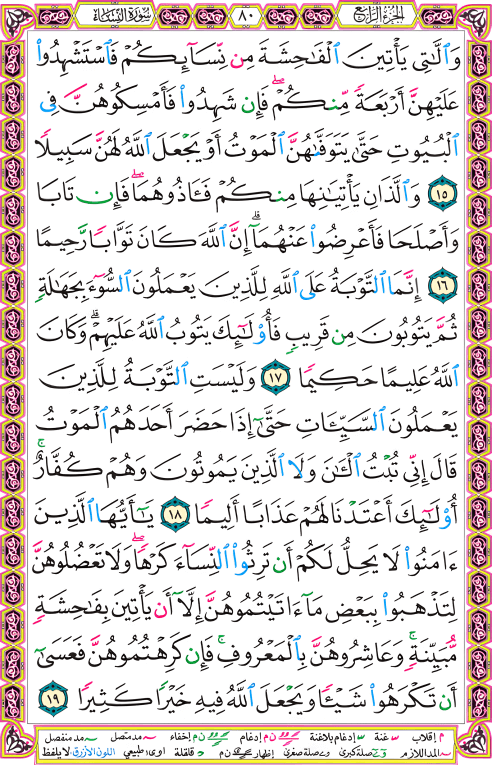 الجزء الرابع
٨٠
سورة النساء
وَٱلَّٰتِي يَأْتِينَ ٱلْفَٰحِشَةَ مِن نِّسَآئِكُمْ فَٱسْتَشْهِدُوا۟
عَلَيْهِنَّ أَرْبَعَةً مِّنكُمْ ۖ فَإِن شَهِدُوا۟ فَأَمْسِكُوهُنَّ فِي
ٱلْبُيُوتِ حَتَّىٰ يَتَوَفَّىٰهُنَّ ٱلْمَوْتُ أَوْ يَجْعَلَ ٱللَّهُ لَهُنَّ سَبِيلًا
١٥ وَٱلَّذَانِ يَأْتِيَٰنِهَا مِنكُمْ فَـَٔاذُوهُمَا ۖ فَإِن تَابَا
وَأَصْلَحَا فَأَعْرِضُوا۟ عَنْهُمَآ ۗ إِنَّ ٱللَّهَ كَانَ تَوَّابًا رَّحِيمًا
١٦ إِنَّمَا ٱلتَّوْبَةُ عَلَى ٱللَّهِ لِلَّذِينَ يَعْمَلُونَ ٱلسُّوٓءَ بِجَهَٰلَةٍ
ثُمَّ يَتُوبُونَ مِن قَرِيبٍ فَأُو۟لَٰٓئِكَ يَتُوبُ ٱللَّهُ عَلَيْهِمْ ۗ وَكَانَ
ٱللَّهُ عَلِيمًا حَكِيمًا ١٧ وَلَيْسَتِ ٱلتَّوْبَةُ لِلَّذِينَ
يَعْمَلُونَ ٱلسَّيِّـَٔاتِ حَتَّىٰٓ إِذَا حَضَرَ أَحَدَهُمُ ٱلْمَوْتُ
قَالَ إِنِّي تُبْتُ ٱلْـَٰٔنَ وَلَا ٱلَّذِينَ يَمُوتُونَ وَهُمْ كُفَّارٌ ۚ
أُو۟لَٰٓئِكَ أَعْتَدْنَا لَهُمْ عَذَابًا أَلِيمًا ١٨ يَٰٓأَيُّهَا ٱلَّذِينَ
ءَامَنُوا۟ لَا يَحِلُّ لَكُمْ أَن تَرِثُوا۟ ٱلنِّسَآءَ كَرْهًا ۖ وَلَا تَعْضُلُوهُنَّ
لِتَذْهَبُوا۟ بِبَعْضِ مَآ ءَاتَيْتُمُوهُنَّ إِلَّآ أَن يَأْتِينَ بِفَٰحِشَةٍ
مُّبَيِّنَةٍ ۚ وَعَاشِرُوهُنَّ بِٱلْمَعْرُوفِ ۚ فَإِن كَرِهْتُمُوهُنَّ فَعَسَىٰٓ
أَن تَكْرَهُوا۟ شَيْـًٔا وَيَجْعَلَ ٱللَّهُ فِيهِ خَيْرًا كَثِيرًا ١٩
م إقلاب غنة إدغام بلاغنة ن م إدغام ن م إخفاء مد متصل مد منفصل
المد اللازم صلة كبرى صلة صغرى إظهار ن م قلقلة اوى: طبيعي اللون الأزرق: لا يلفظ